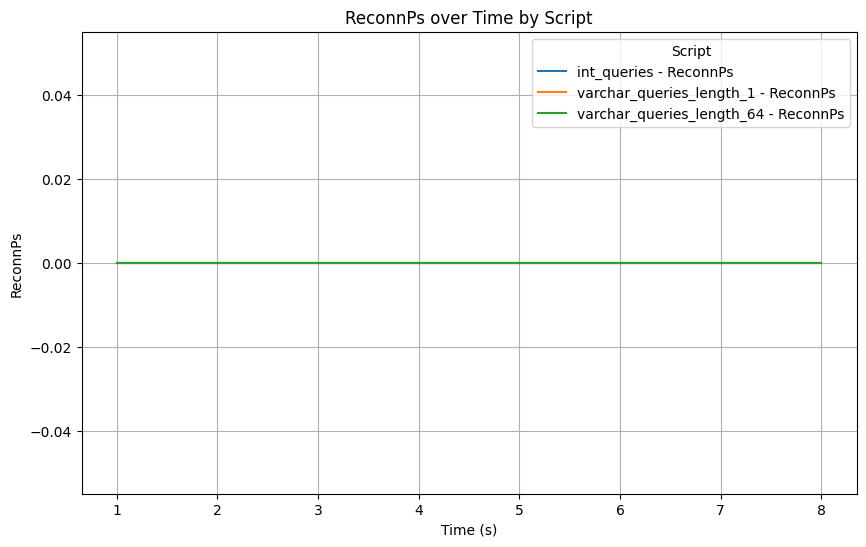 ReconnPs over Time by Script
Script
int_queries - ReconnPs
varchar_queries_length_1 - ReconnPs
varchar_queries_length_64 - ReconnPs
ReconnPs
0.04
0.02
0.00
−0.02
−0.04
1 2 3 4 5 6 7 8
Time (s)